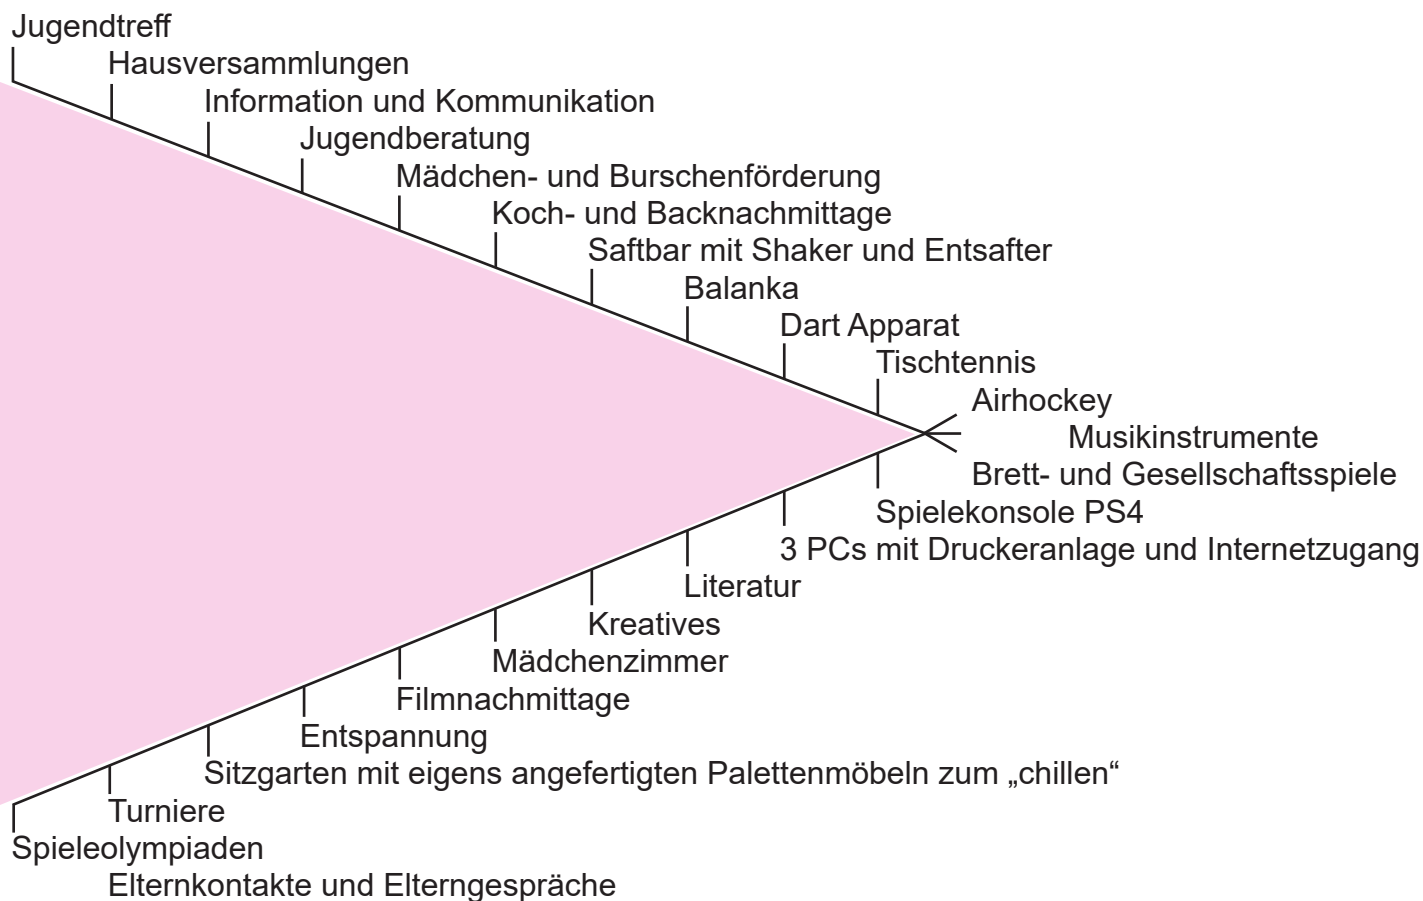 Jugendtreff
Hausversammlungen
Information und Kommunikation
Jugendberatung
Mädchen- und Burschenförderung
Koch- und Backnachmittage
Saftbar mit Shaker und Entsafter
Balanka
Dart Apparat
Tischtennis
Airhockey
Musikinstrumente
Brett- und Gesellschaftsspiele
Spielekonsole PS4
3 PCs mit Druckeranlage und Internetzugang
Literatur
Kreatives
Mädchenzimmer
Filmnachmittage
Entspannung
Sitzgarten mit eigens angefertigten Palettenmöbeln zum „chillen“
Turniere
Spieleolympiaden
Elternkontakte und Elterngespräche